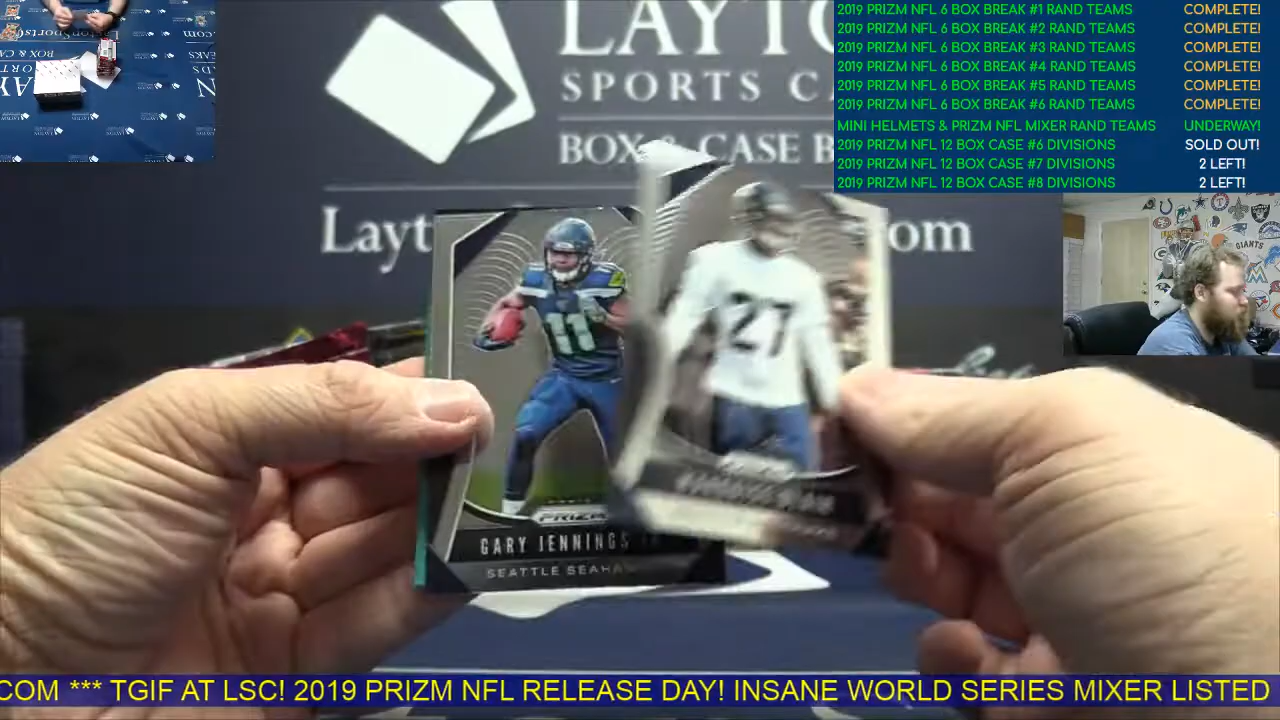 2019 PRIZM NFL 6 BOX BREAK #1 RAND TEAMS COMPLETE!
2019 PRIZM NFL 6 BOX BREAK #2 RAND TEAMS COMPLETE!
2019 PRIZM NFL 6 BOX BREAK #3 RAND TEAMS COMPLETE!
2019 PRIZM NFL 6 BOX BREAK #4 RAND TEAMS COMPLETE!
2019 PRIZM NFL 6 BOX BREAK #5 RAND TEAMS COMPLETE!
2019 PRIZM NFL 6 BOX BREAK #6 RAND TEAMS COMPLETE!
MINI HELMETS & PRIZM NFL MIXER RAND TEAMS UNDERWAY!
2019 PRIZM NFL 12 BOX CASE #6 DIVISIONS SOLD OUT!
2019 PRIZM NFL 12 BOX CASE #7 DIVISIONS 2 LEFT!
2019 PRIZM NFL 12 BOX CASE #8 DIVISIONS 2 LEFT!
LAYTO
SPORTS CA
BOX & CASE B
Layt
om
GIANTS
11
27
PRIZM
GARY JENNINGS
SEATTLE SEAHA
COM *** TGIF AT LSC! 2019 PRIZM NFL RELEASE DAY! INSANE WORLD SERIES MIXER LISTED